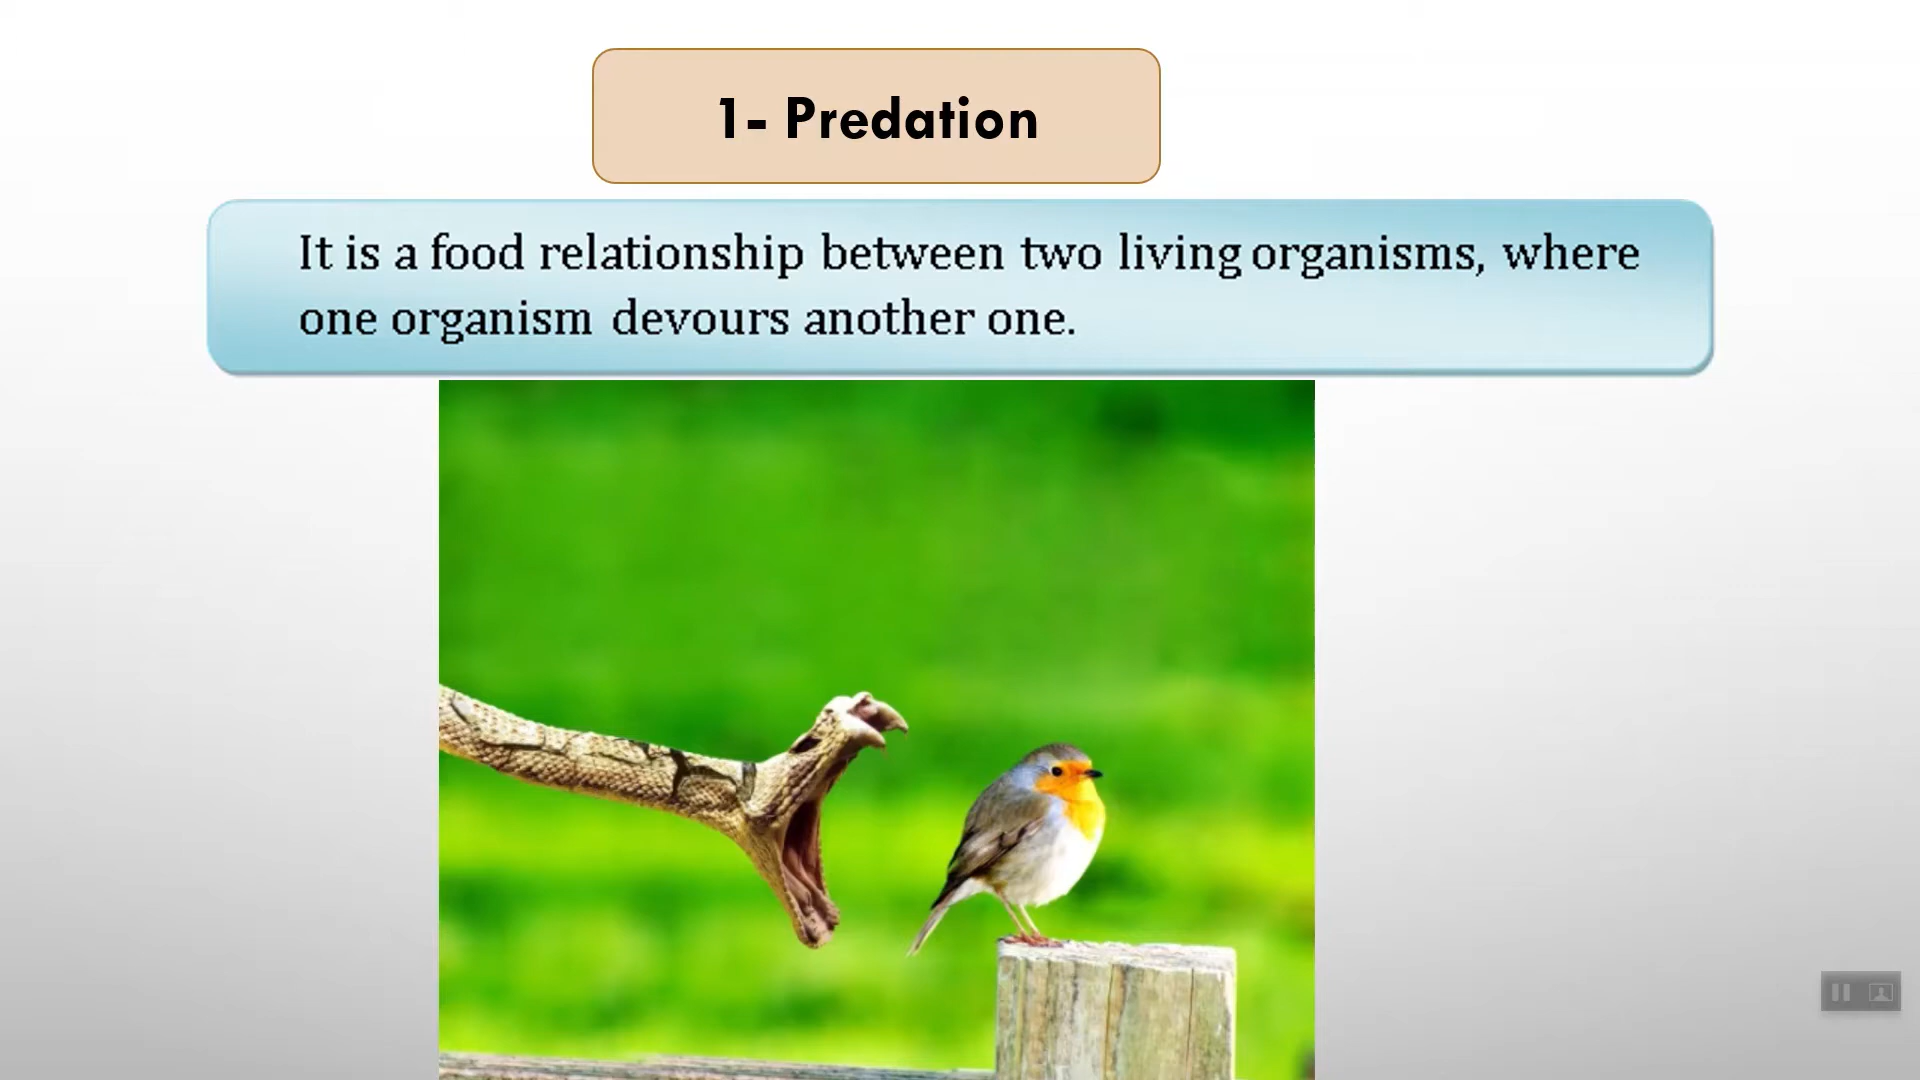 1- Predation
It is a food relationship between two living organisms, where
one organism devours another one.